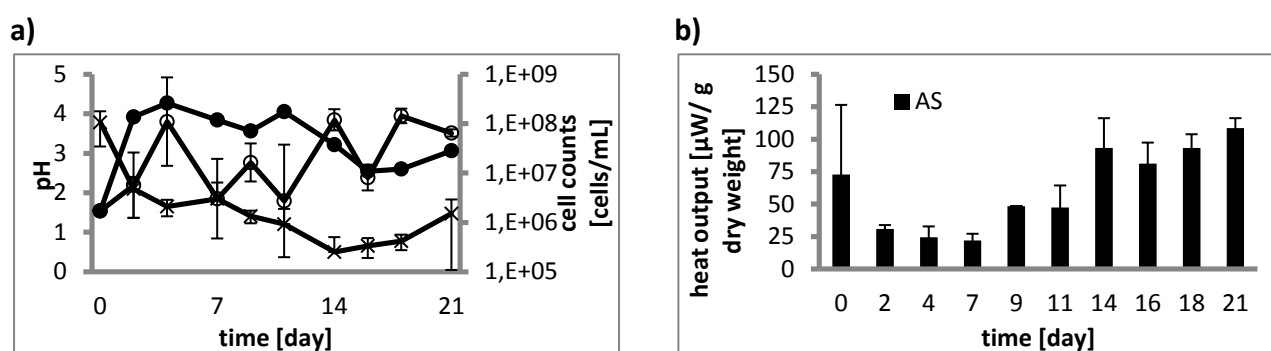 a)
5
4
3
2
1
0
pH
1,E+09
1,E+08
1,E+07
1,E+06
1,E+05
cell counts
[cells/mL]
0 7 14 21
time [day]
b)
150
125
100
75
50
25
0
heat output [µW/ g
dry weight]
AS
0 2 4 7 9 11 14 16 18 21
time [day]